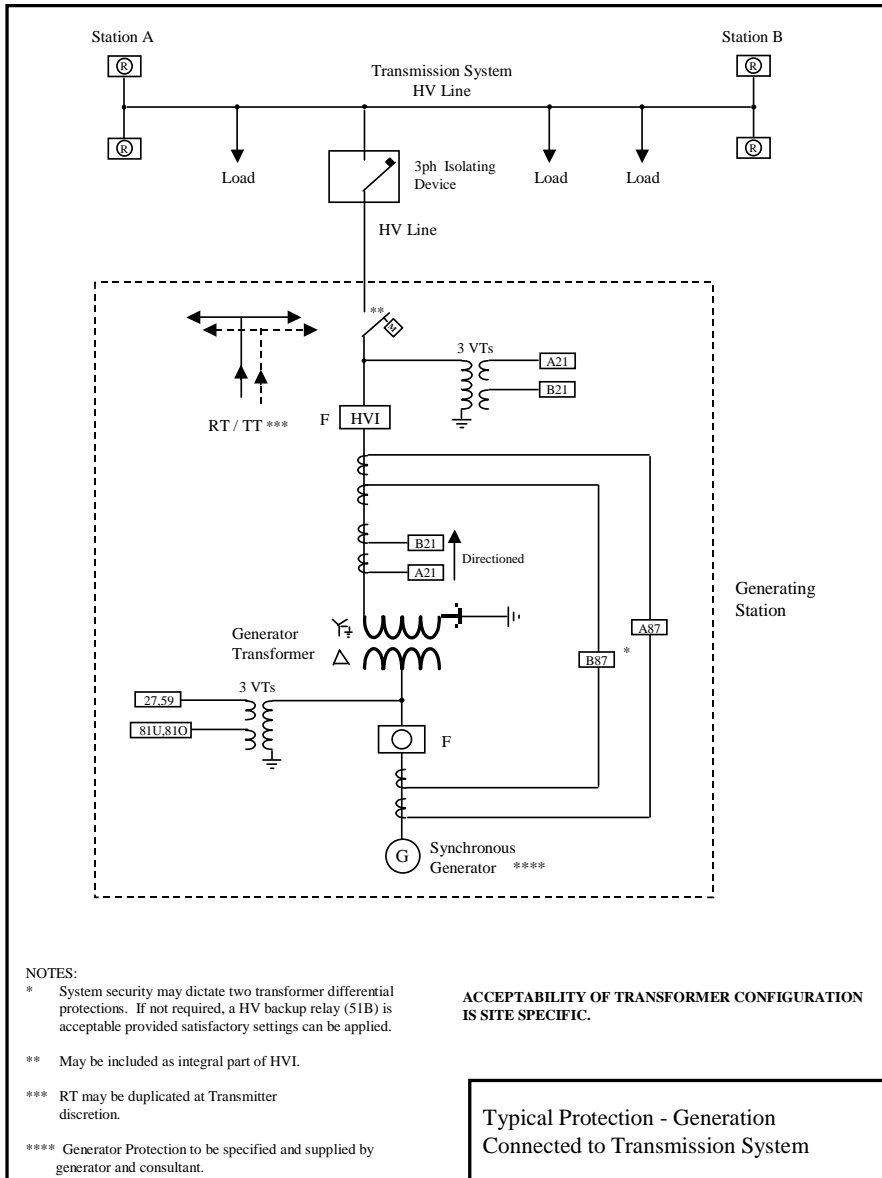 Station A
Station B
R
R
Transmission System
HV Line
R
R
3ph Isolating
Device
Load
Load
Load
HV Line
**
M
3 VTs
A21
B21
RT / TT ***
F
HVI
B21
Directioned
A21
Generating
Station
Generator
Transformer
A87
B87
*
3 VTs
27,59
81U,81O
F
G
Synchronous
Generator ****
NOTES:
* System security may dictate two transformer differential
protections. If not required, a HV backup relay (51B) is
acceptable provided satisfactory settings can be applied.
** May be included as integral part of HVI.
*** RT may be duplicated at Transmitter
discretion.
**** Generator Protection to be specified and supplied by
generator and consultant.
ACCEPTABILITY OF TRANSFORMER CONFIGURATION
IS SITE SPECIFIC.
Typical Protection - Generation
Connected to Transmission System